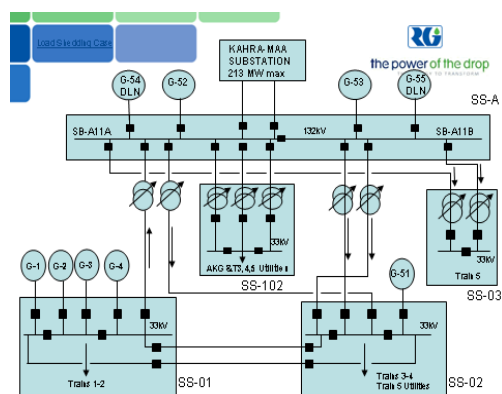 Load Shedding Case
RG
the power of the drop
TO TRANSFORM
KAHRA-MAA
SUBSTATION
213 MW max
G-54
DLN
G-52
G-53
G-55
DLN
SS-A
SB-A11A
132kV
SB-A11B
33kV
AKG &T3,4,5 Utilities
SS-102
33kV
Train 5
SS-03
G-1
G-2
G-3
G-4
G-51
33kV
33kV
Trains 1-2
SS-01
Trains 3-4
Train 5 Utilities
SS-02